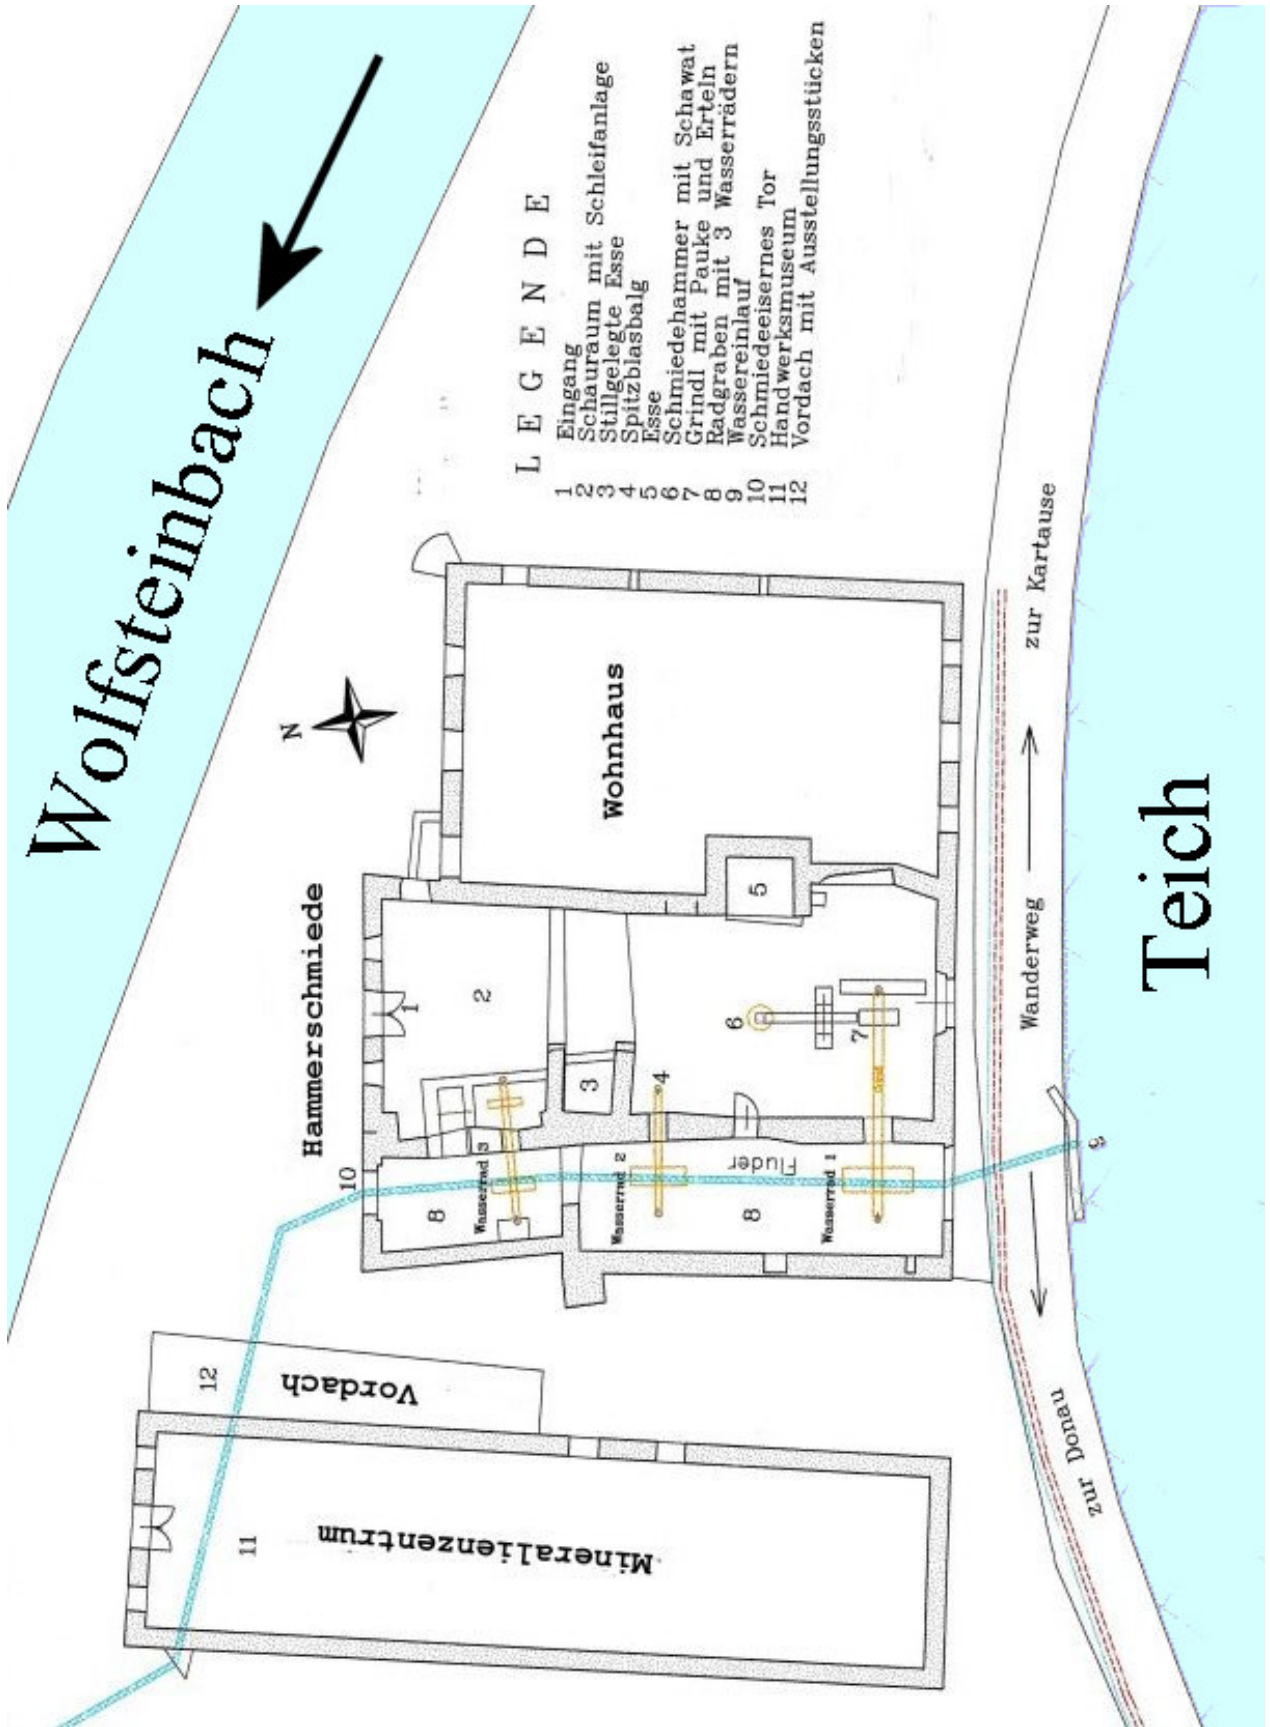 Wolfsteinbach
L E G E N D E
1 Eingang
2 Schauraum mit Schleifanlage
3 Stillgelegte Esse
4 Spitzblasbalg
5 Esse
6 Schmiedehammer mit Schawat
7 Grindl mit Pauke und Erteln
8 Radgraben mit 3 Wasserrädern
9 Wassereinlauf
10 Schmiedeeisernes Tor
11 Handwerksmuseum
12 Vordach mit Ausstellungsstücken
N
Hammerschmiede
Wohnhaus
1
2
3
4
5
6
7
10
8
Wasserrad 3
Wasserrad 2
Fluder
8
Wasserrad 1
9
12
Vordach
11
Mineralienzentrum
zur Donau
Wanderweg
zur Kartause
Teich